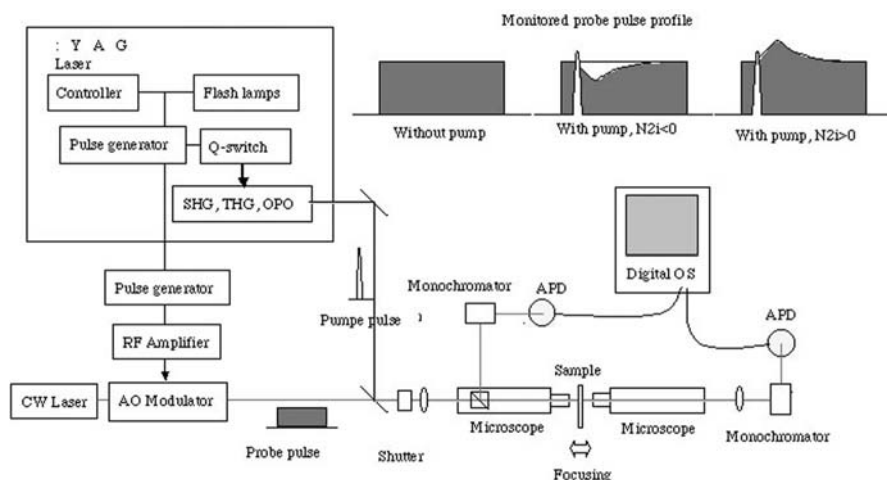 Monitored probe pulse profile
: Y A G
Laser
Controller
Flash lamps
Pulse generator
Q-switch
SHG, THG, OPO
Without pump
With pump, N2i<0
With pump, N2i>0
Pulse generator
RF Amplifier
CW Laser
AO Modulator
Pumpe pulse
Probe pulse
Monochromator
APD
Digital OS
APD
Sample
Shutter
Microscope
Microscope
Monochromator
Focusing